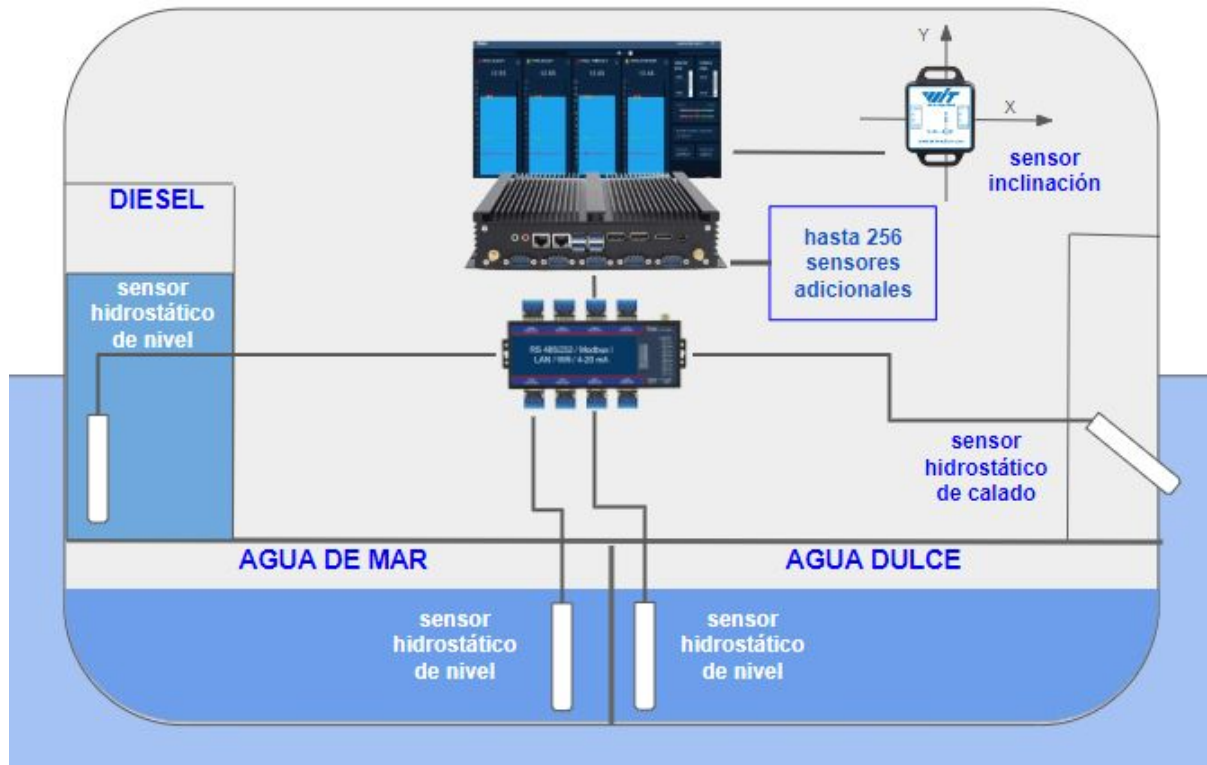 Y
WIT
X
sensor
inclinación
DIESEL
hasta 256
sensores
adicionales
sensor
hidrostático
de nivel
RS 485/232 / Modbus /
LAN / Wifi / 4-20 mA
sensor
hidrostático
de calado
AGUA DE MAR
AGUA DULCE
sensor
hidrostático
de nivel
sensor
hidrostático
de nivel